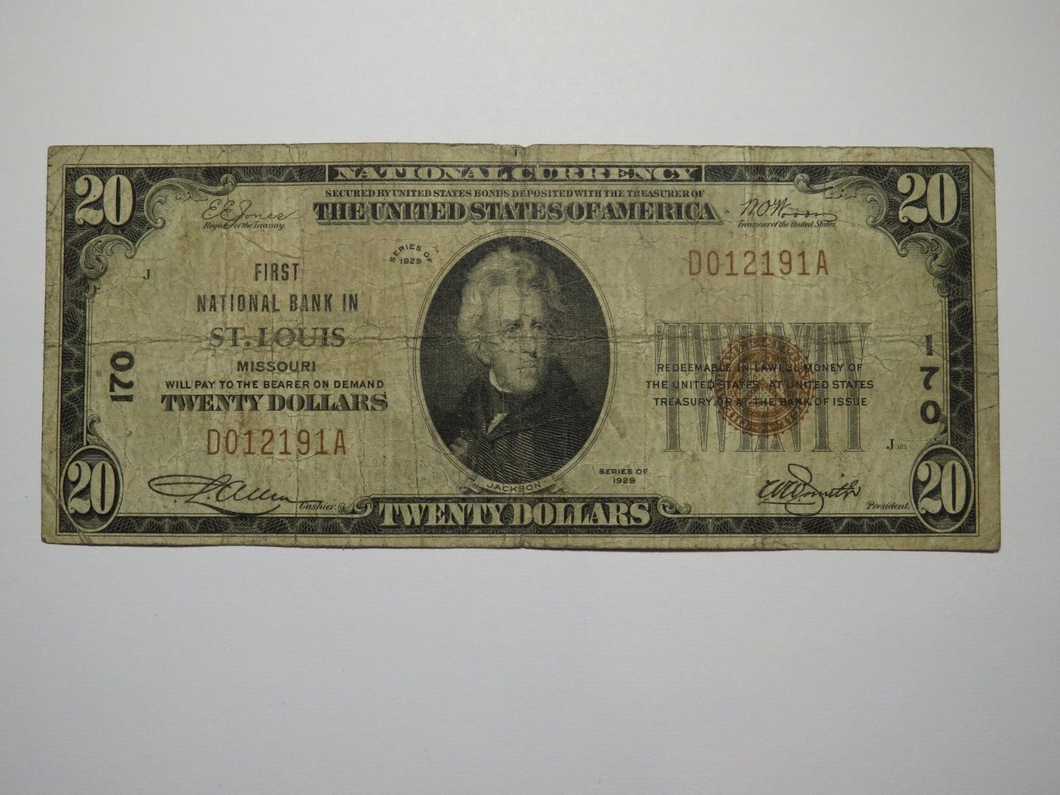 NATIONAL CURRENCY
SECURED BY UNITED STATES BONDS DEPOSITED WITH THE TREASURER OF
THE UNITED STATES OF AMERICA
20
20
E E Jones
Register of the Treasury.
W.O. Woods
Treasurer of the United States.
SERIES OF
1929
D012191A
J
FIRST
NATIONAL BANK IN
ST. LOUIS
MISSOURI
WILL PAY TO THE BEARER ON DEMAND
TWENTY DOLLARS
D012191A
170
170
TWENTY
REDEEMABLE IN LAWFUL MONEY OF
THE UNITED STATES AT UNITED STATES
TREASURY OR AT THE BANK OF ISSUE
J
SERIES OF
1929
JACKSON
Cashier.
Smith
President.
20
TWENTY DOLLARS
20